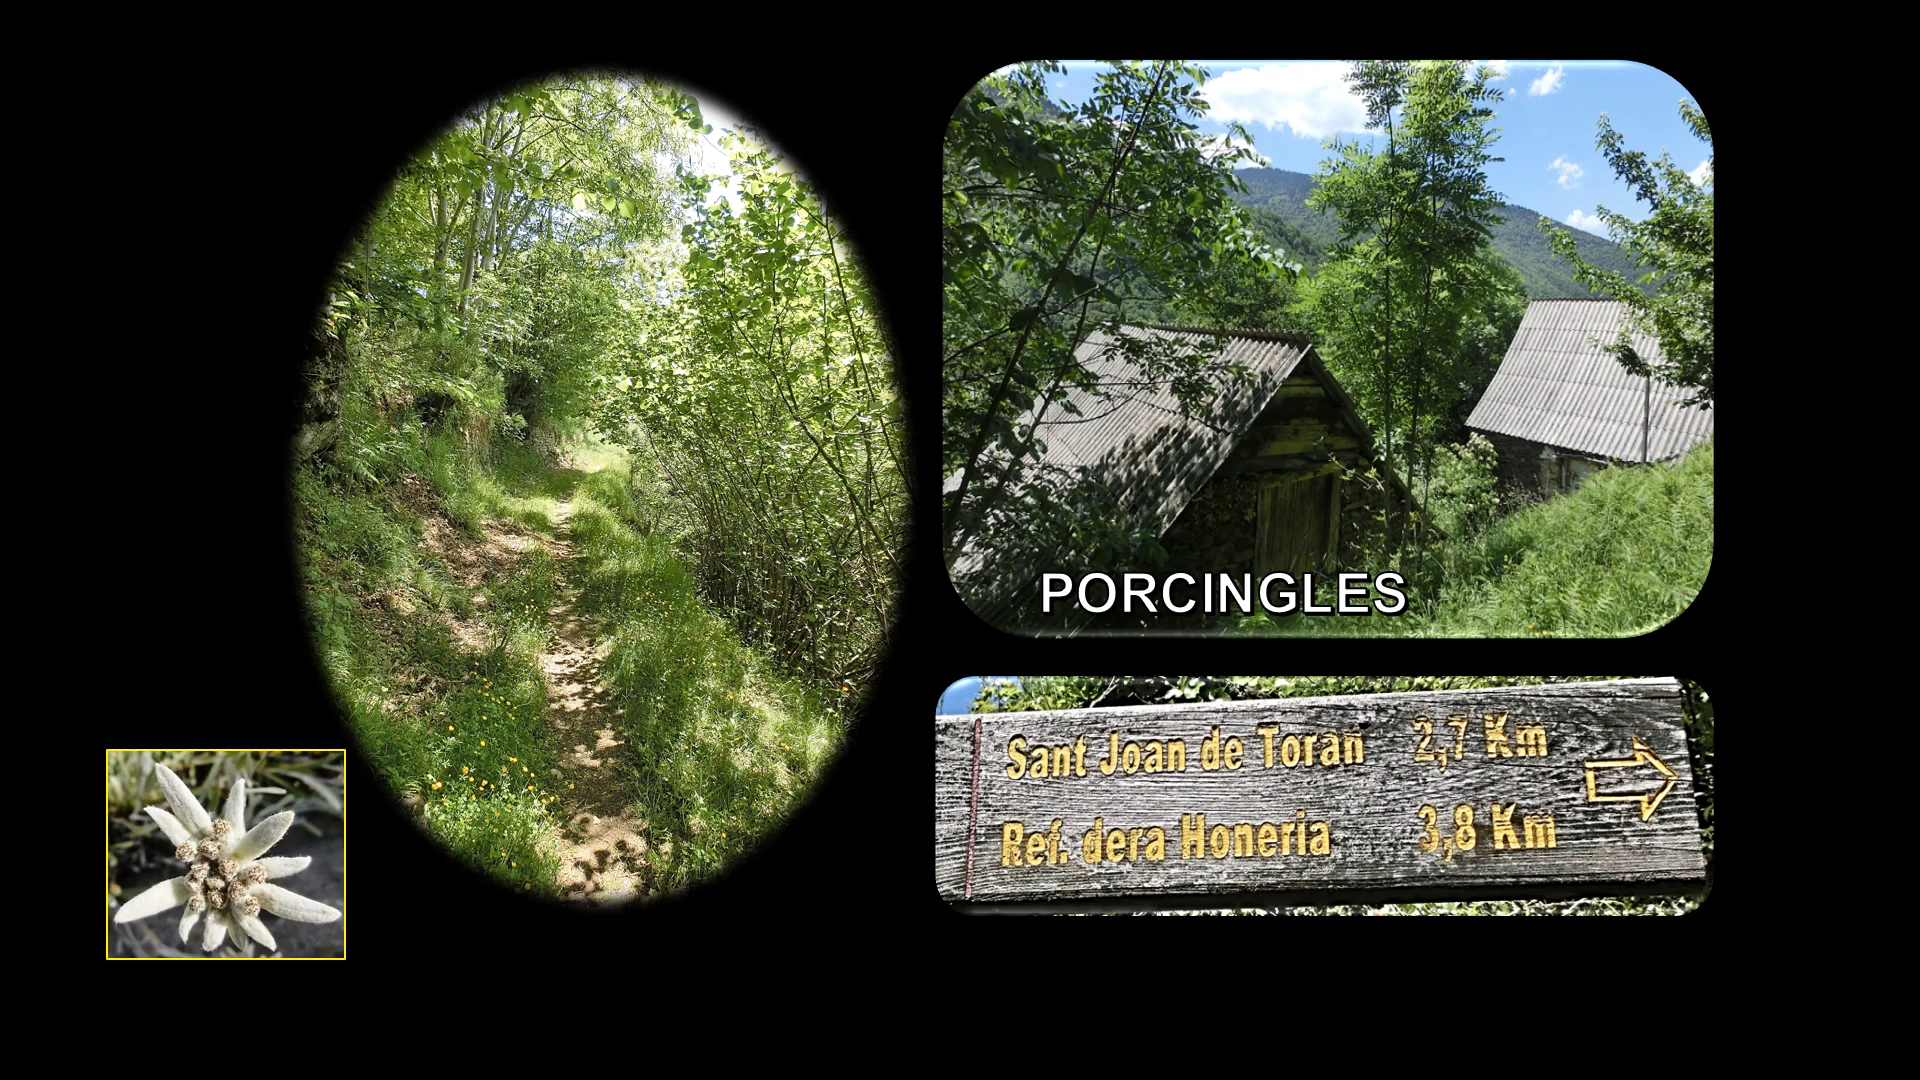 PORCINGLES
Sant Joan de Toran 2,7 Km
Ref. dera Honeria 3,8 Km